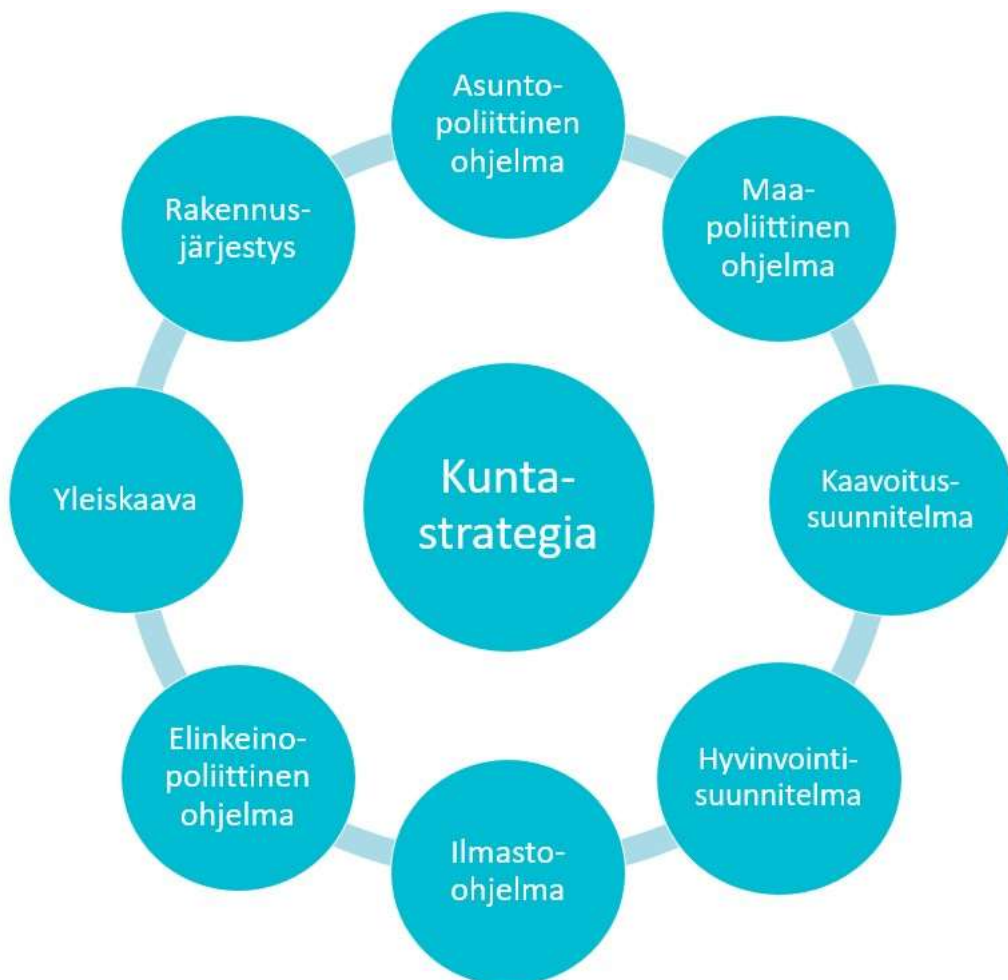 Asunto-
poliittinen
ohjelma
Maa-
poliittinen
ohjelma
Kaavoitus-
suunnitelma
Hyvinvointi-
suunnitelma
Ilmasto-
ohjelma
Elinkeino-
poliittinen
ohjelma
Yleiskaava
Rakennus-
järjestys
Kunta-
strategia